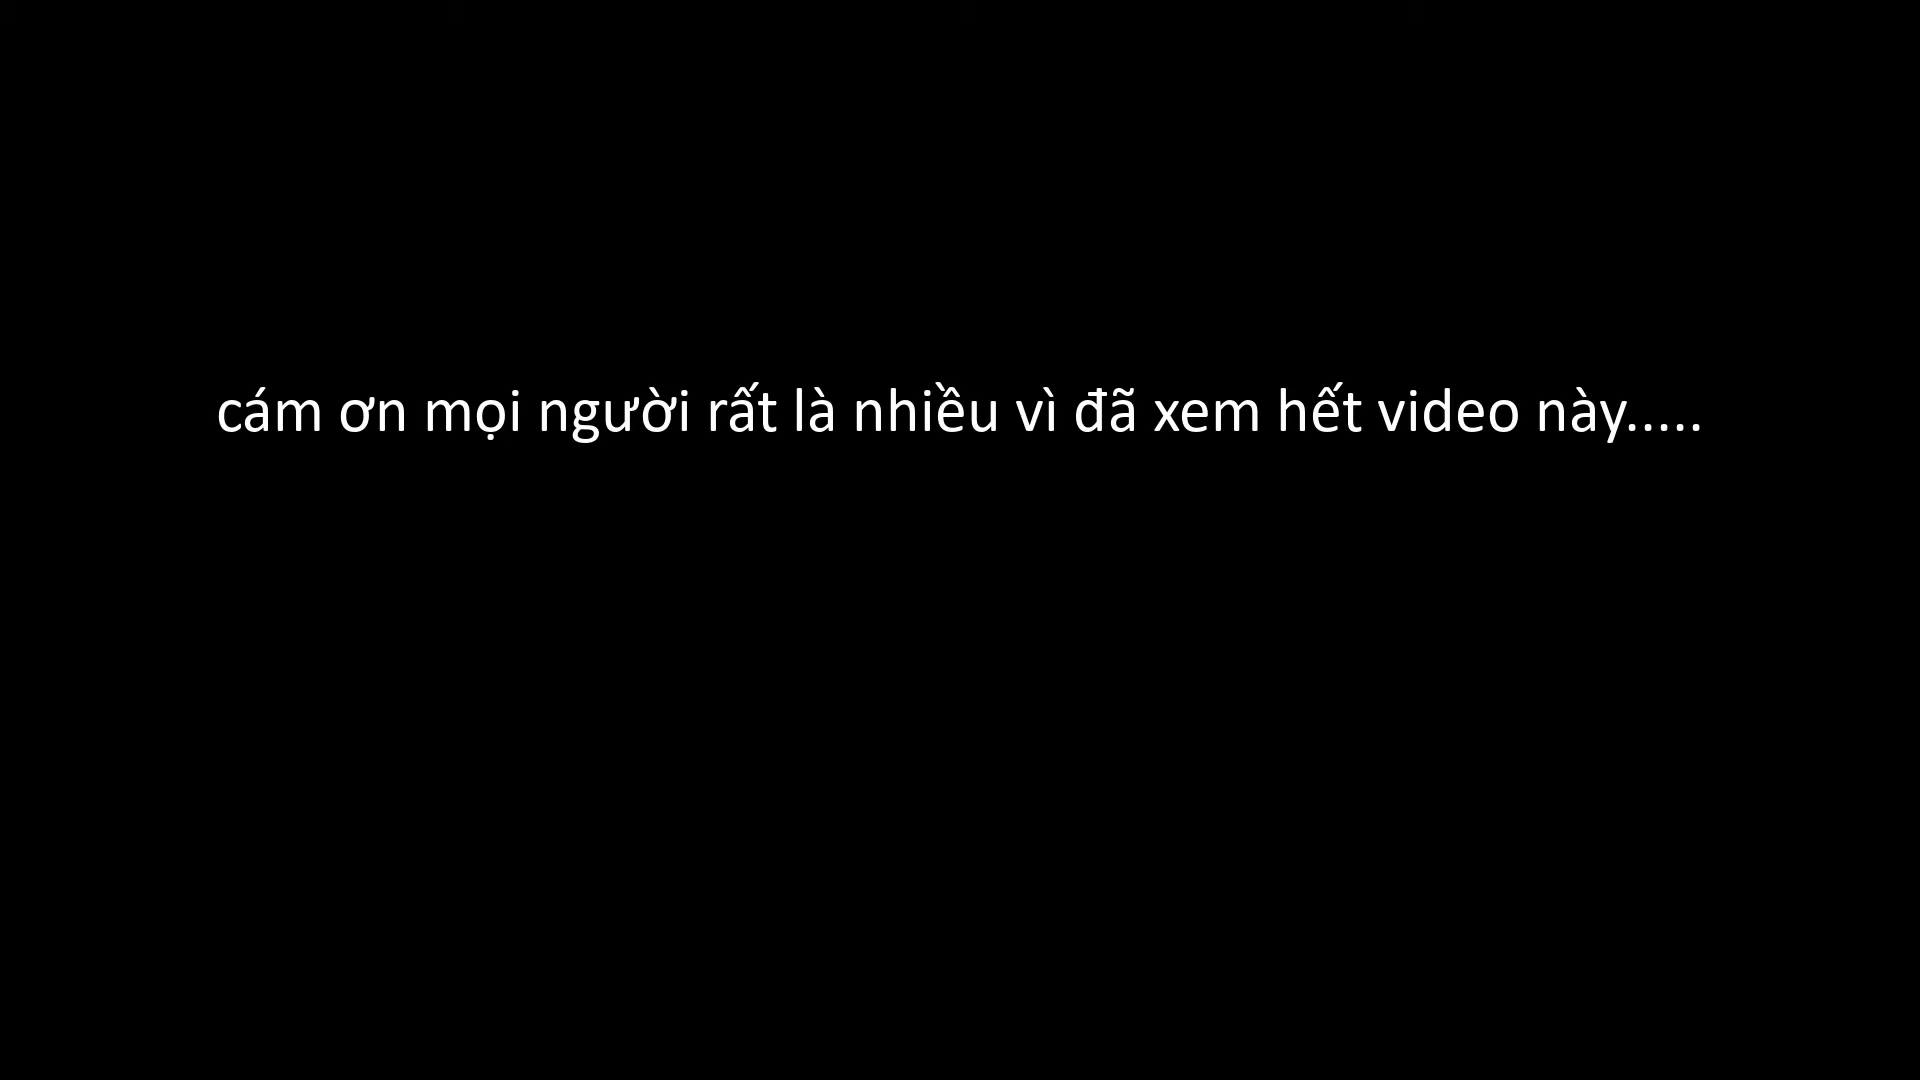 cám ơn mọi người rất là nhiều vì đã xem hết video này.....